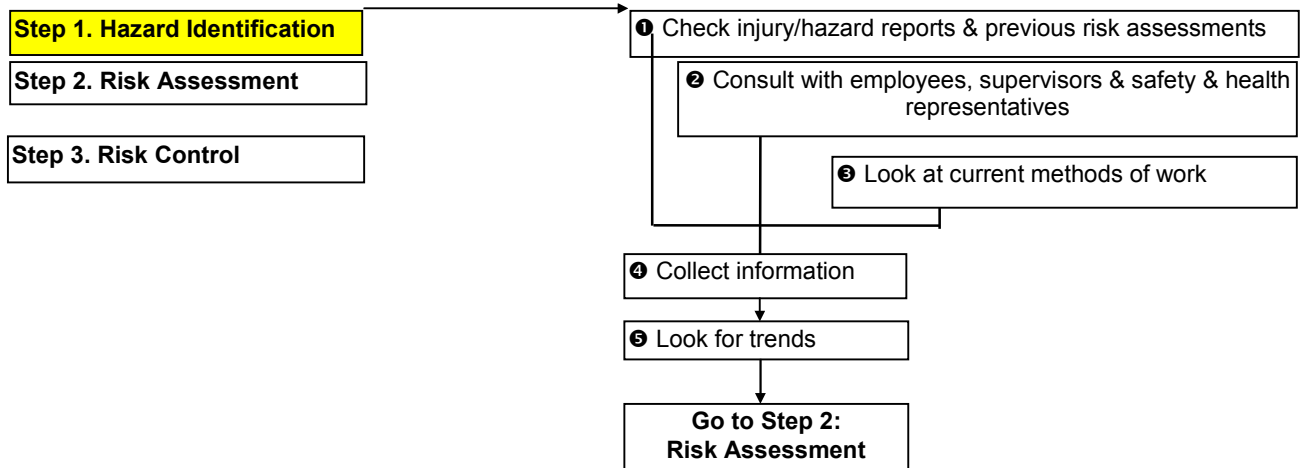 Step 1. Hazard Identification
Step 2. Risk Assessment
Step 3. Risk Control
❶ Check injury/hazard reports & previous risk assessments
❷ Consult with employees, supervisors & safety & health
representatives
❸ Look at current methods of work
❹ Collect information
❺ Look for trends
Go to Step 2:
Risk Assessment